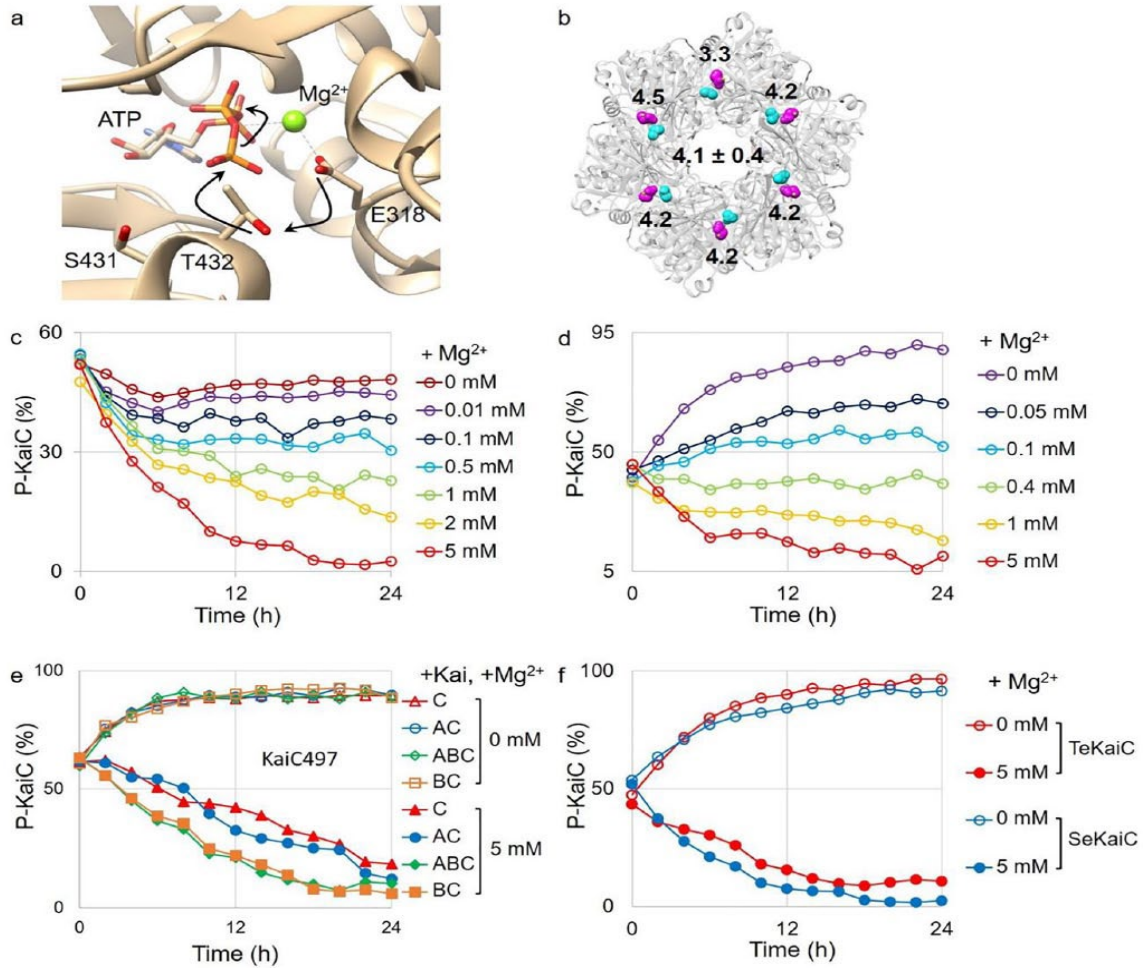 a
ATP
Mg²⁺
S431
T432
E318
b
3.3
4.5
4.2
4.1 ± 0.4
4.2
4.2
4.2
c
60
30
0
P-KaiC (%)
0
12
24
Time (h)
+ Mg²⁺
0 mM
0.01 mM
0.1 mM
0.5 mM
1 mM
2 mM
5 mM
d
95
50
5
P-KaiC (%)
0
12
24
Time (h)
+ Mg²⁺
0 mM
0.05 mM
0.1 mM
0.4 mM
1 mM
5 mM
e
100
50
0
P-KaiC (%)
KaiC497
0
12
24
Time (h)
+Kai, +Mg²⁺
C
AC
ABC
BC
0 mM
C
AC
ABC
BC
5 mM
f
100
50
0
P-KaiC (%)
0
12
24
Time (h)
+ Mg²⁺
0 mM
5 mM
TeKaiC
0 mM
5 mM
SeKaiC